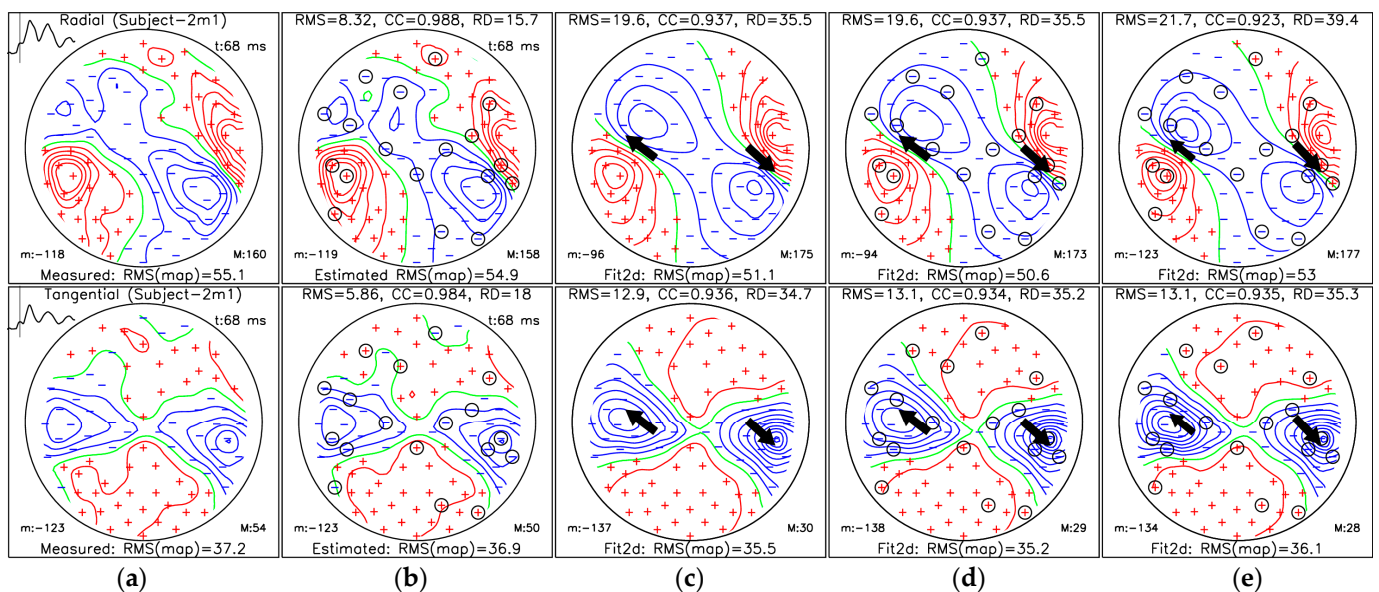 Radial (Subject-2m1)
t:68 ms
m:-118
M:160
Measured: RMS(map)=55.1
RMS=8.32, CC=0.988, RD=15.7
t:68 ms
m:-119
M:158
Estimated RMS(map)=54.9
RMS=19.6, CC=0.937, RD=35.5
m:-96
M:175
Fit2d: RMS(map)=51.1
RMS=19.6, CC=0.937, RD=35.5
m:-94
M:173
Fit2d: RMS(map)=50.6
RMS=21.7, CC=0.923, RD=39.4
m:-123
M:177
Fit2d: RMS(map)=53
Tangential (Subject-2m1)
t:68 ms
m:-123
M:54
Measured: RMS(map)=37.2
RMS=5.86, CC=0.984, RD=18
t:68 ms
m:-123
M:50
Estimated: RMS(map)=36.9
RMS=12.9, CC=0.936, RD=34.7
m:-137
M:30
Fit2d: RMS(map)=35.5
RMS=13.1, CC=0.934, RD=35.2
m:-138
M:29
Fit2d: RMS(map)=35.2
RMS=13.1, CC=0.935, RD=35.3
m:-134
M:28
Fit2d: RMS(map)=36.1
(a)
(b)
(c)
(d)
(e)